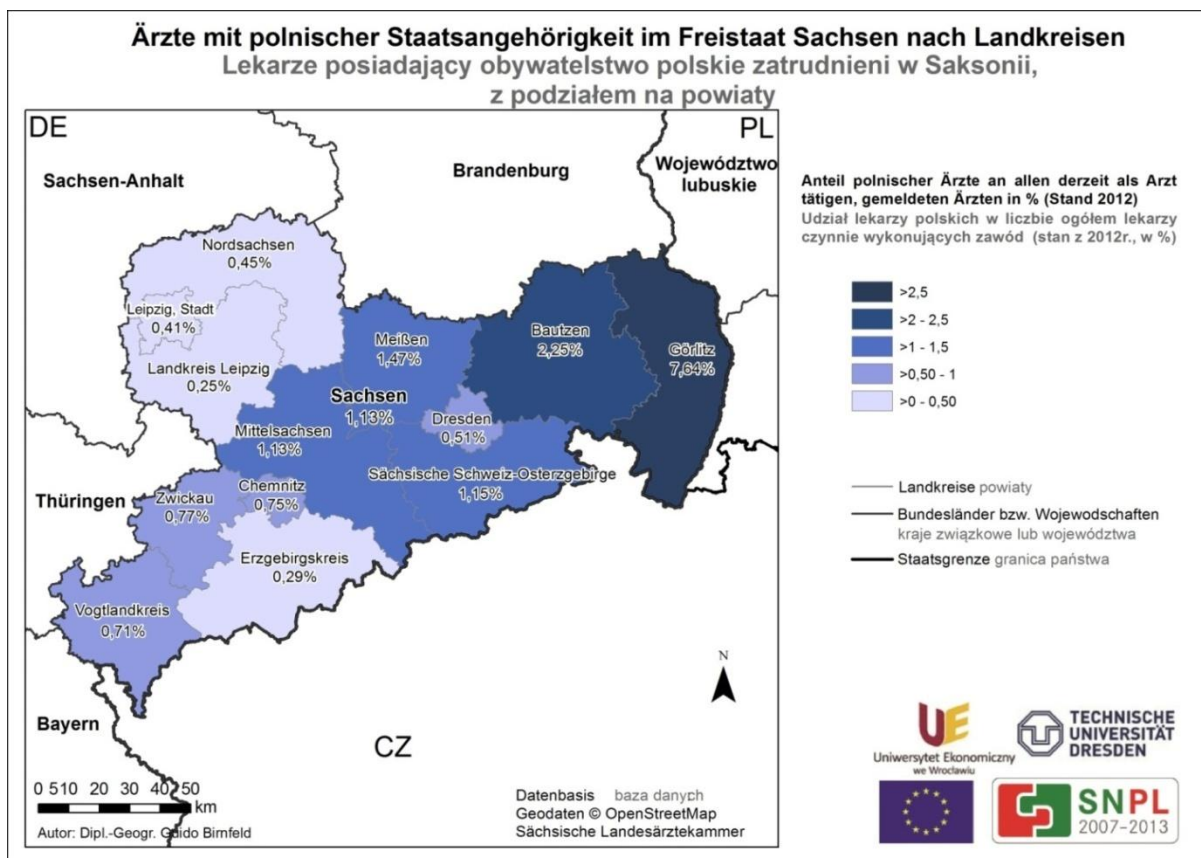 Ärzte mit polnischer Staatsangehörigkeit im Freistaat Sachsen nach Landkreisen
Lekarze posiadający obywatelstwo polskie zatrudnieni w Saksonii,
z podziałem na powiaty
DE
PL
Sachsen-Anhalt
Brandenburg
Województwo
lubuskie
Nordsachsen
0,45%
Leipzig, Stadt
0,41%
Landkreis Leipzig
0,25%
Meißen
1,47%
Bautzen
2,25%
Görlitz
7,64%
Sachsen
1,13%
Dresden
0,51%
Mittelsachsen
1,13%
Sächsische Schweiz-Osterzgebirge
1,15%
Thüringen
Zwickau
0,77%
Chemnitz
0,75%
Erzgebirgskreis
0,29%
Vogtlandkreis
0,71%
Bayern
CZ
N
0 5 10 20 30 40 50
km
Autor: Dipl.-Geogr. Guido Birnfeld
Datenbasis baza danych
Geodaten © OpenStreetMap
Sächsische Landesärztekammer
Anteil polnischer Ärzte an allen derzeit als Arzt
tätigen, gemeldeten Ärzten in % (Stand 2012)
Udział lekarzy polskich w liczbie ogółem lekarzy
czynnie wykonujących zawód (stan z 2012r., w %)
>2,5
>2 - 2,5
>1 - 1,5
>0,50 - 1
>0 - 0,50
Landkreise powiaty
Bundesländer bzw. Wojewodschaften
kraje związkowe lub województwa
Staatsgrenze granica państwa
UE
Uniwersytet Ekonomiczny
we Wrocławiu
TECHNISCHE
UNIVERSITÄT
DRESDEN
SNPL
2007-2013